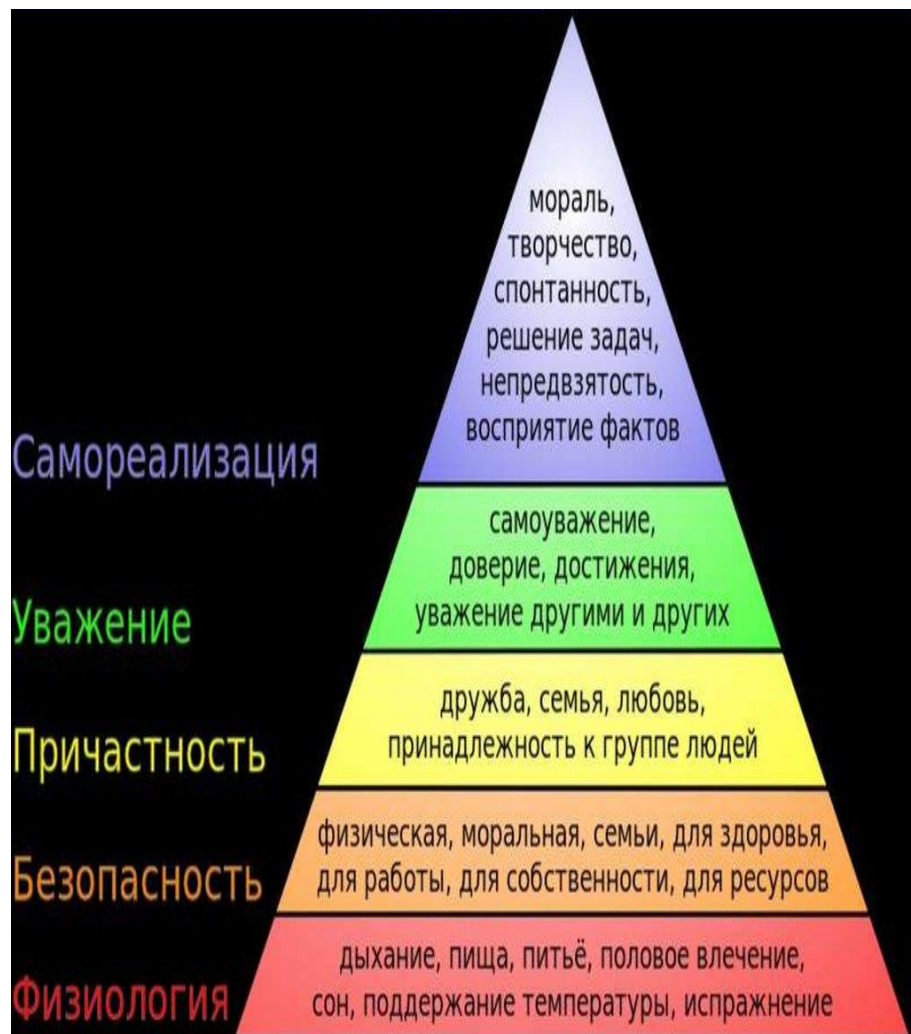 мораль,
творчество,
спонтанность,
решение задач,
непредвзятость,
восприятие фактов
Самореализация
самоуважение,
доверие, достижения,
уважение другими и других
Уважение
дружба, семья, любовь,
принадлежность к группе людей
Причастность
физическая, моральная, семьи, для здоровья,
для работы, для собственности, для ресурсов
Безопасность
дыхание, пища, питьё, половое влечение,
сон, поддержание температуры, испражнение
Физиология